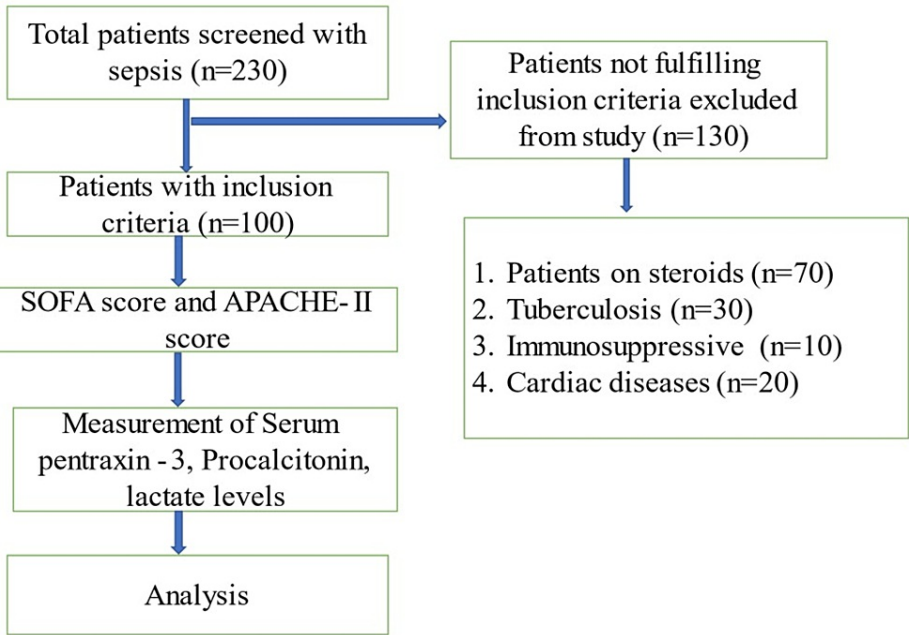 Total patients screened with
sepsis (n=230)
Patients not fulfilling
inclusion criteria excluded
from study (n=130)
Patients with inclusion
criteria (n=100)
1. Patients on steroids (n=70)
2. Tuberculosis (n=30)
3. Immunosuppressive (n=10)
4. Cardiac diseases (n=20)
SOFA score and APACHE-II
score
Measurement of Serum
pentraxin -3, Procalcitonin,
lactate levels
Analysis